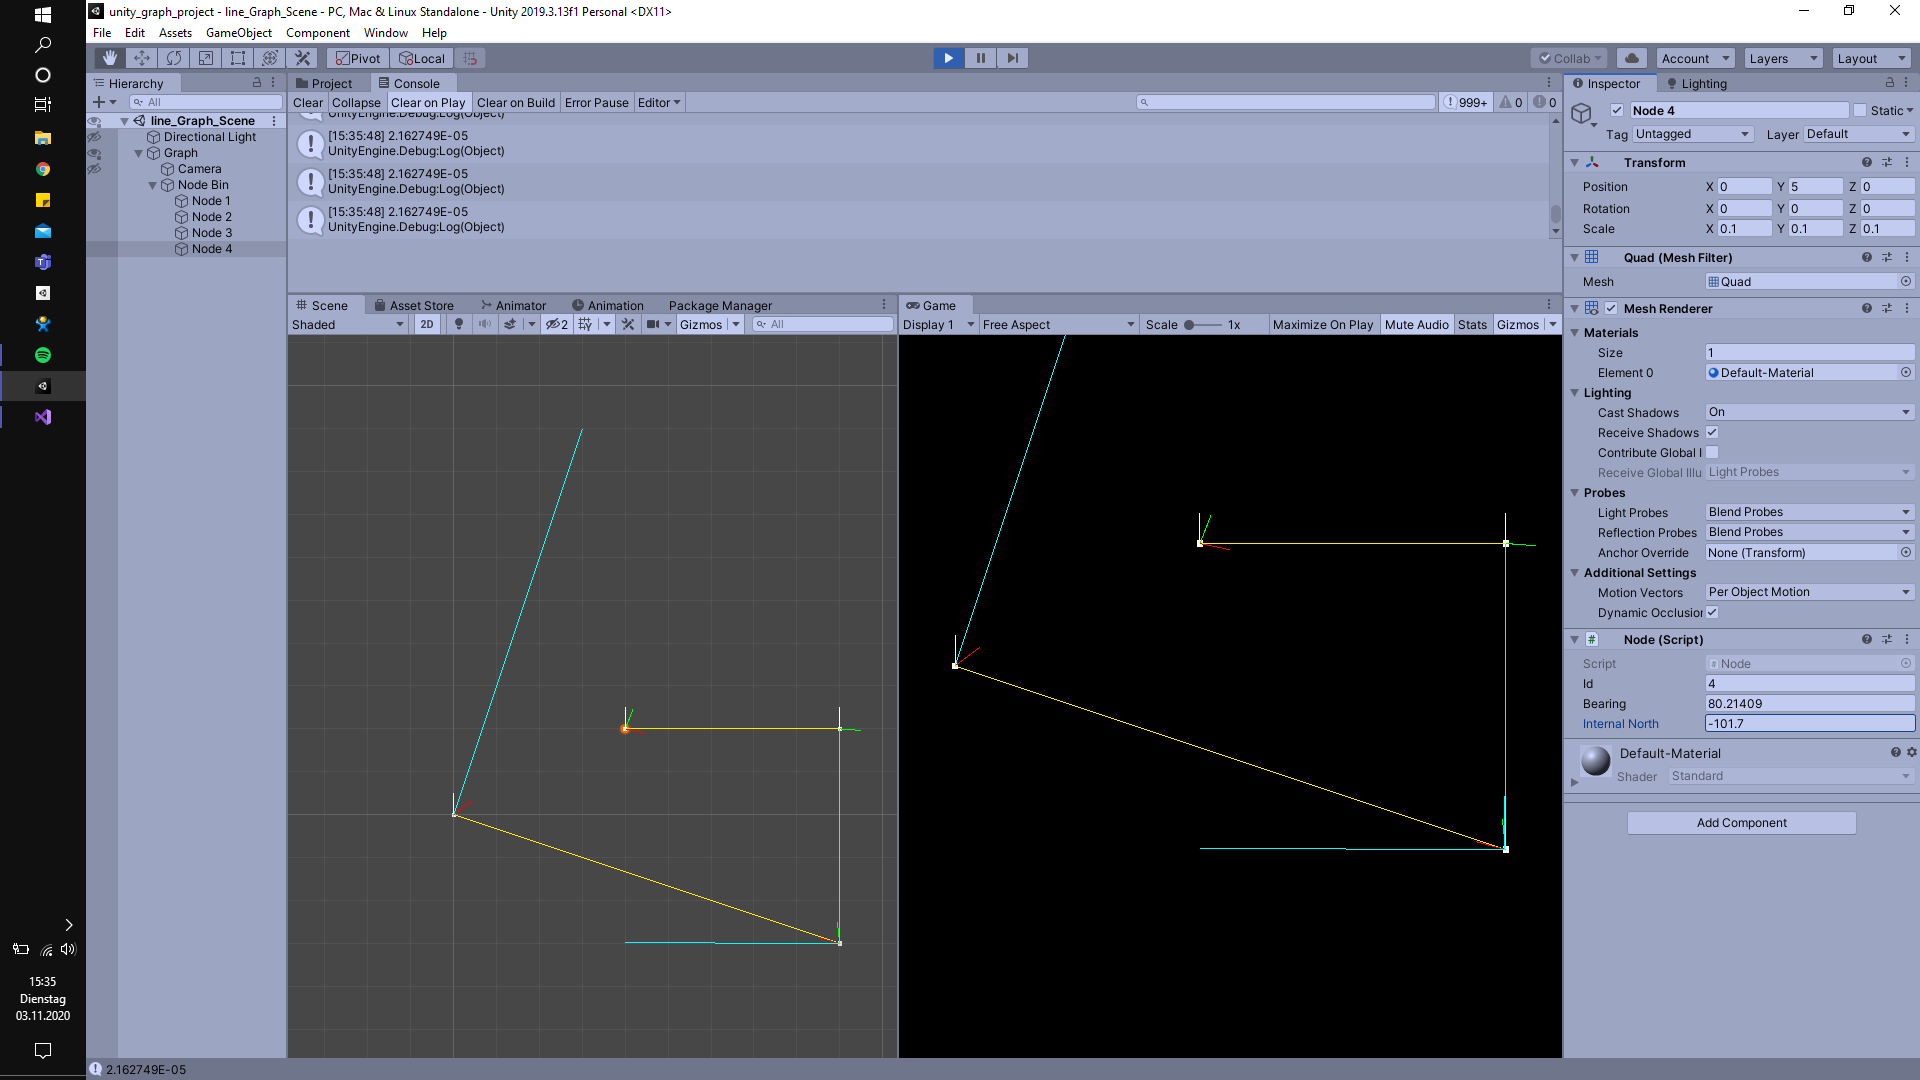 unity_graph_project - line_Graph_Scene - PC, Mac & Linux Standalone - Unity 2019.3.13f1 Personal <DX11>
File Edit Assets GameObject Component Window Help
Pivot Local Collab Account Layers Layout
Hierarchy
All
line_Graph_Scene
Directional Light
Graph
Camera
Node Bin
Node 1
Node 2
Node 3
Node 4
Project Console
Clear Collapse Clear on Play Clear on Build Error Pause Editor 999+ 0 0
UnityEngine.Debug:Log(Object)
[15:35:48] 2.162749E-05
UnityEngine.Debug:Log(Object)
[15:35:48] 2.162749E-05
UnityEngine.Debug:Log(Object)
[15:35:48] 2.162749E-05
UnityEngine.Debug:Log(Object)
Scene Asset Store Animator Animation Package Manager
Shaded 2D 2 Gizmos All
Game
Display 1 Free Aspect Scale 1x Maximize On Play Mute Audio Stats Gizmos
Inspector Lighting
Node 4 Static
Tag Untagged Layer Default
Transform
Position X 0 Y 5 Z 0
Rotation X 0 Y 0 Z 0
Scale X 0.1 Y 0.1 Z 0.1
Quad (Mesh Filter)
Mesh Quad
Mesh Renderer
Materials
Size 1
Element 0 Default-Material
Lighting
Cast Shadows On
Receive Shadows
Contribute Global I
Receive Global Illu Light Probes
Probes
Light Probes Blend Probes
Reflection Probes Blend Probes
Anchor Override None (Transform)
Additional Settings
Motion Vectors Per Object Motion
Dynamic Occlusion
Node (Script)
Script Node
Id 4
Bearing 80.21409
Internal North -101.7
Default-Material
Shader Standard
Add Component
15:35
Dienstag
03.11.2020
2.162749E-05